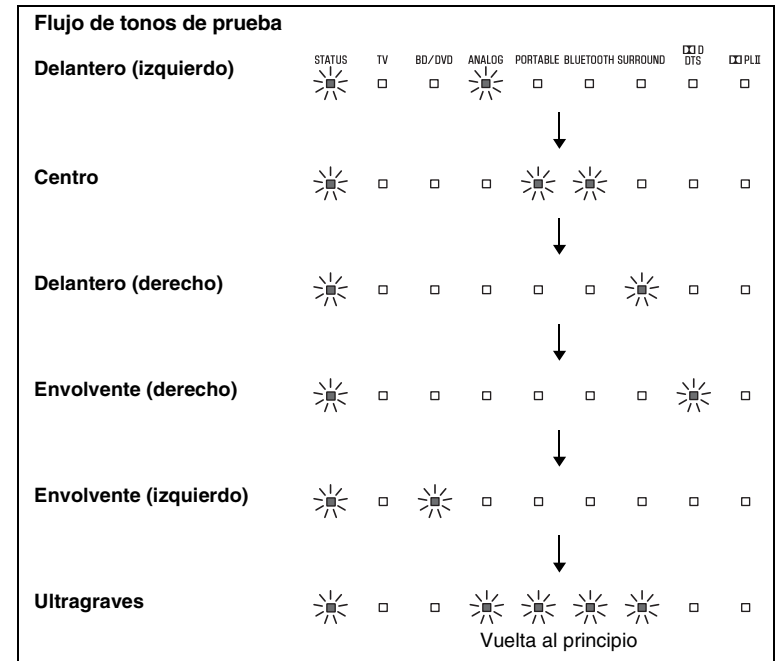 Flujo de tonos de prueba
Delantero (izquierdo)
STATUS TV BD/DVD ANALOG PORTABLE BLUETOOTH SURROUND D DTS PLII
Centro
Delantero (derecho)
Envolvente (derecho)
Envolvente (izquierdo)
Ultragraves
Vuelta al principio